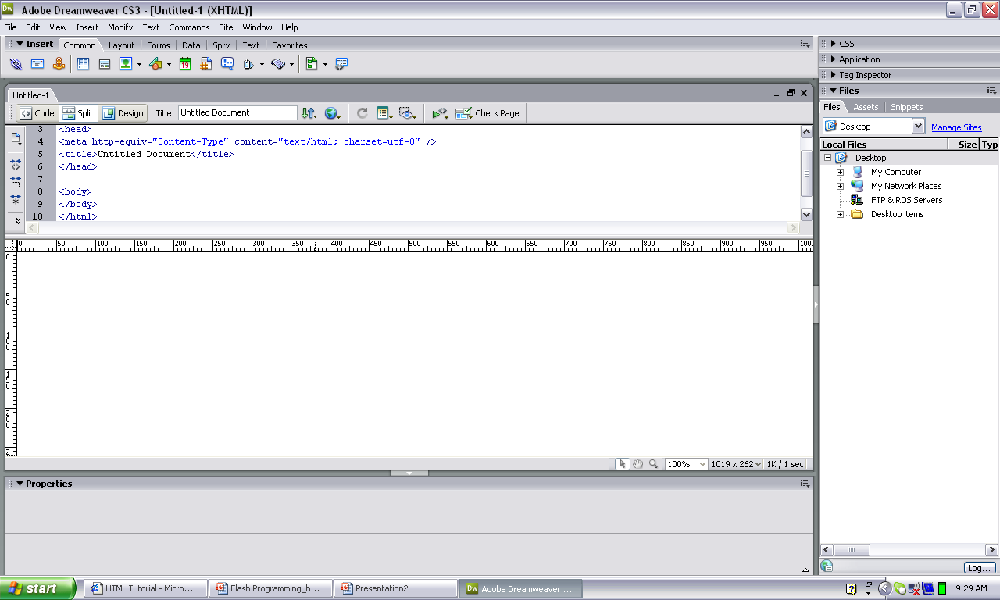 Dw Adobe Dreamweaver CS3 - [Untitled-1 (XHTML)]
File Edit View Insert Modify Text Commands Site Window Help
Insert Common Layout Forms Data Spry Text Favorites
19
Untitled-1
Code Split Design Title: Untitled Document Check Page
3 <head>
4 <meta http-equiv="Content-Type" content="text/html; charset=utf-8" />
5 <title>Untitled Document</title>
6 </head>
7
8 <body>
9 </body>
10 </html>
0 50 100 150 200 250 300 350 400 450 500 550 600 650 700 750 800 850 900 950 1000
0
50
100
150
200
2
100% 1019 x 262 1K / 1 sec
Properties
CSS
Application
Tag Inspector
Files
Files Assets Snippets
Desktop Manage Sites
Local Files Size Typ
Desktop
My Computer
My Network Places
FTP & RDS Servers
Desktop items
Log...
start HTML Tutorial - Micro... Flash Programming_b... Presentation2 Dw Adobe Dreamweaver ... 9:29 AM